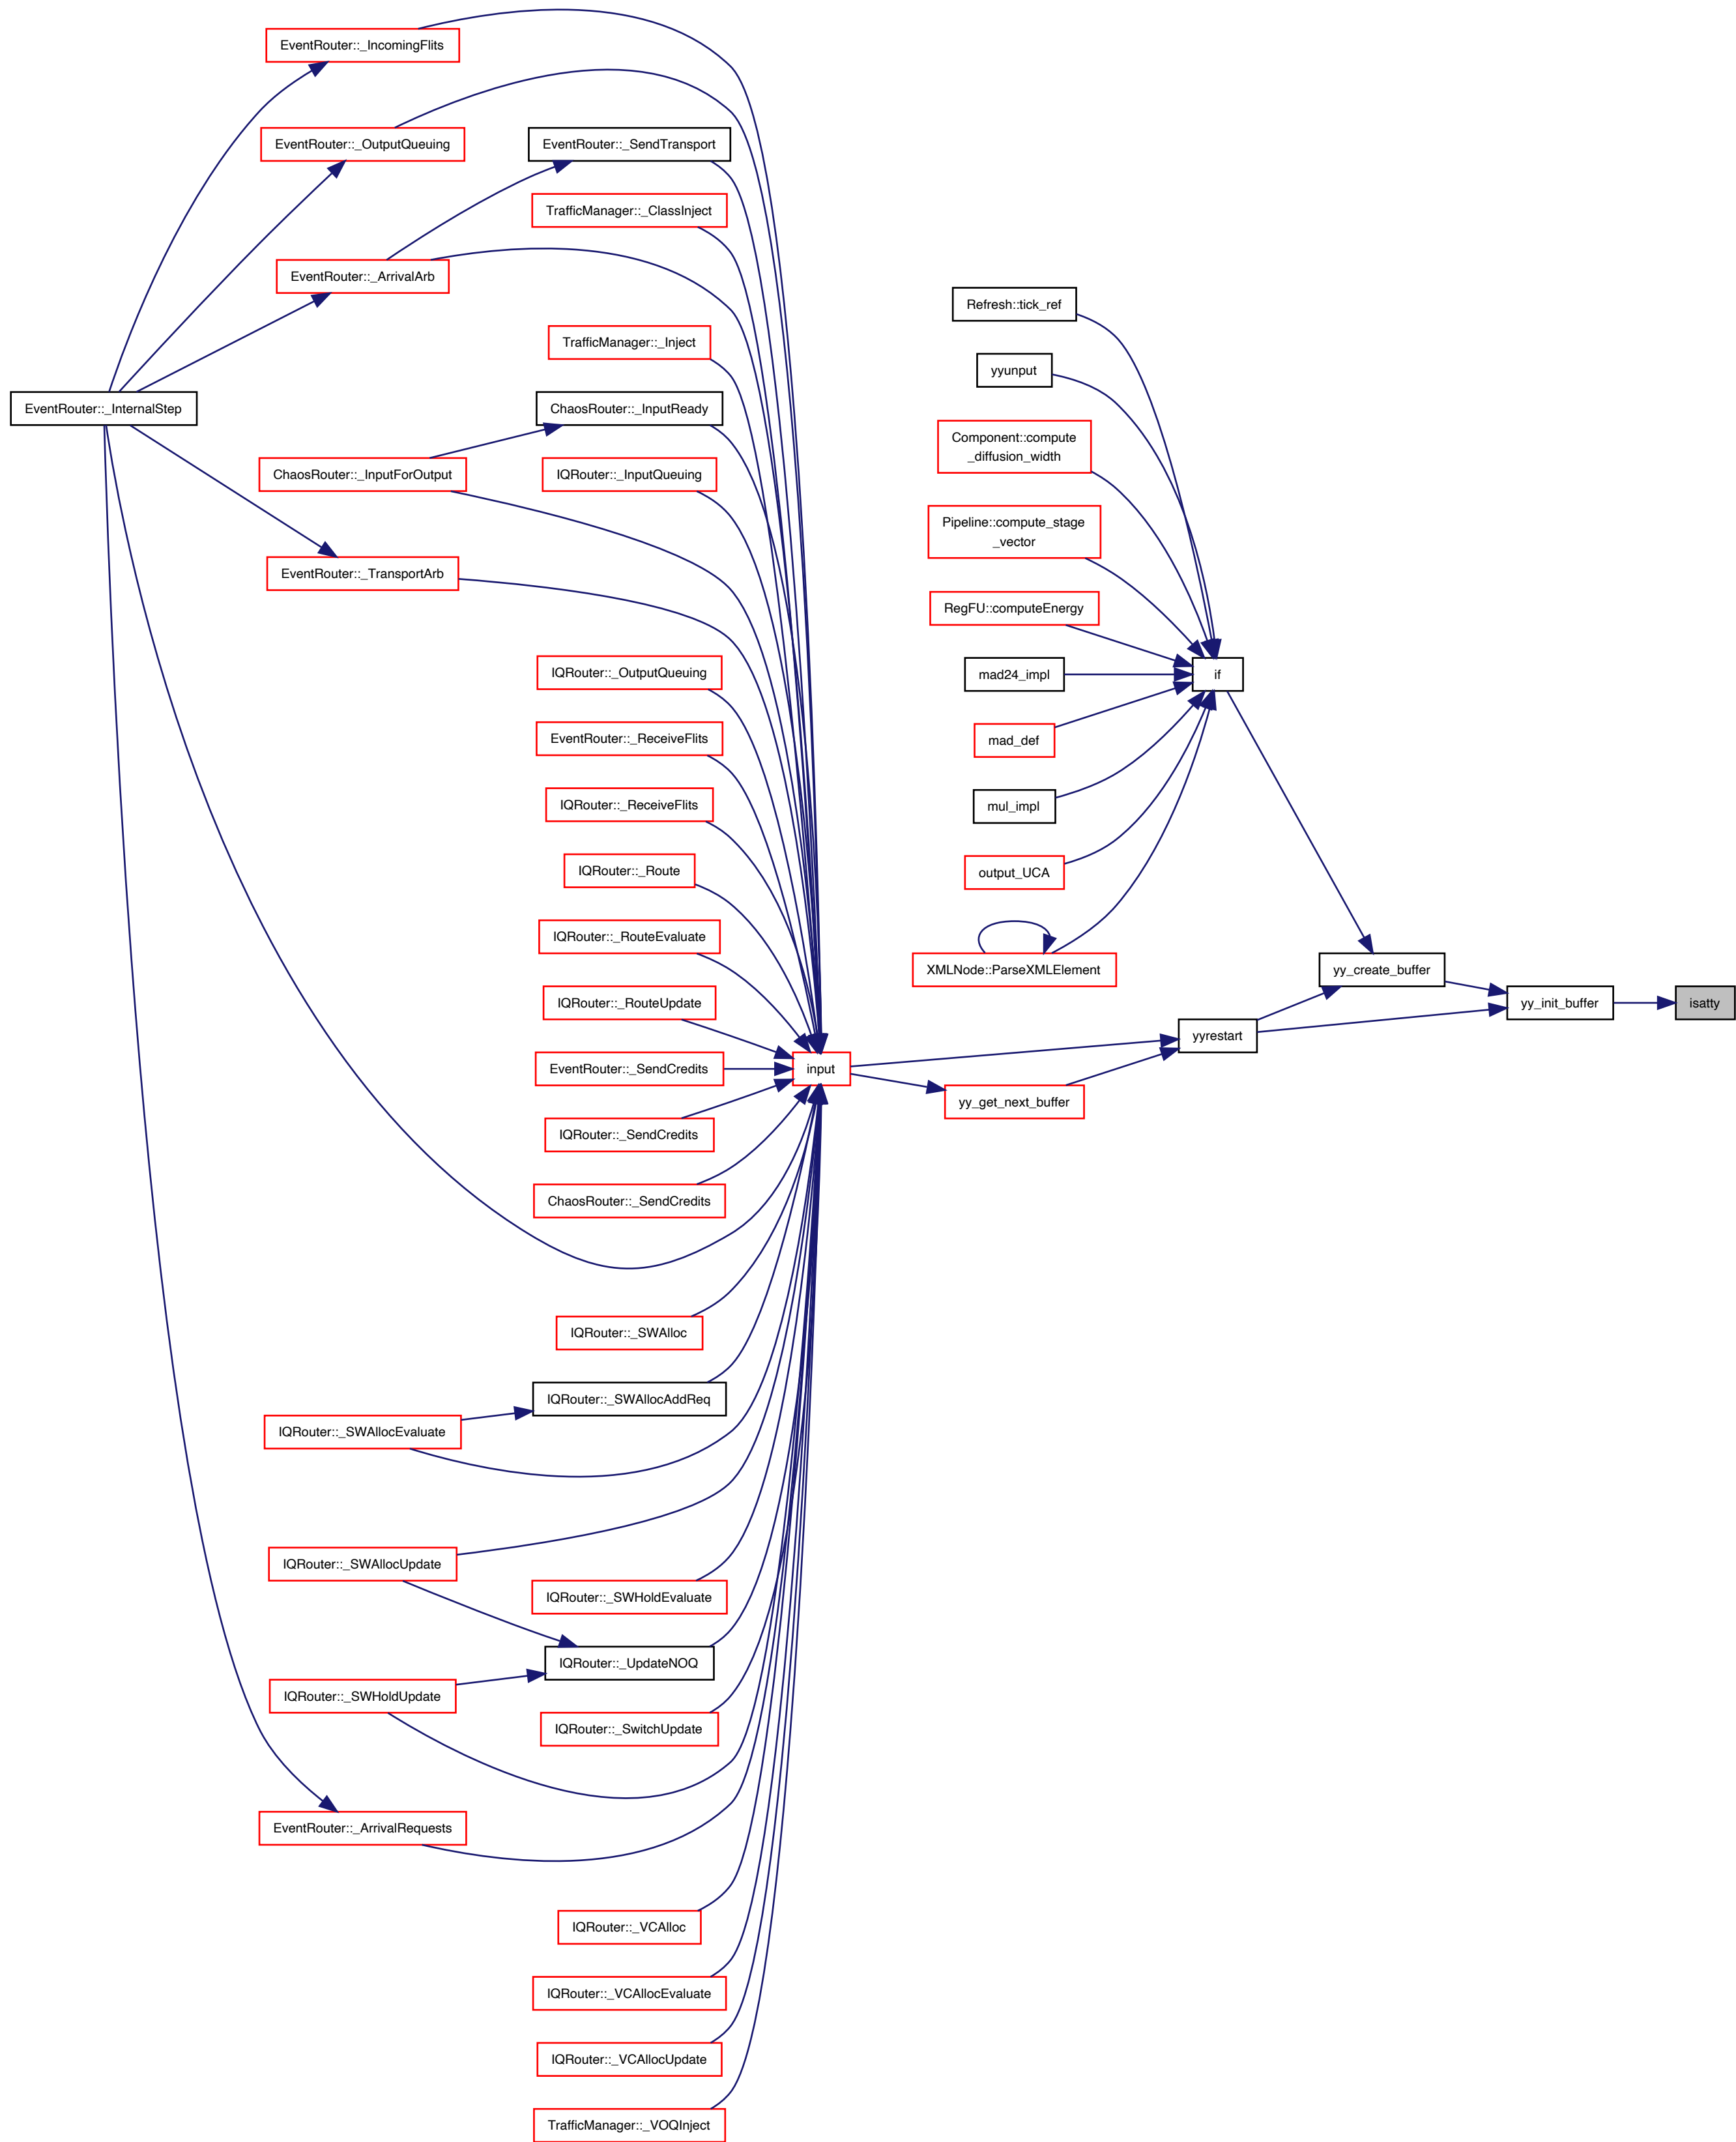 EventRouter::_IncomingFlits
EventRouter::_OutputQueuing
EventRouter::_SendTransport
TrafficManager::_ClassInject
EventRouter::_ArrivalArb
Refresh::tick_ref
TrafficManager::_Inject
yyunput
EventRouter::_InternalStep
ChaosRouter::_InputReady
Component::compute
_diffusion_width
ChaosRouter::_InputForOutput
IQRouter::_InputQueuing
Pipeline::compute_stage
_vector
EventRouter::_TransportArb
RegFU::computeEnergy
IQRouter::_OutputQueuing
mad24_impl
if
EventRouter::_ReceiveFlits
mad_def
IQRouter::_ReceiveFlits
mul_impl
IQRouter::_Route
output_UCA
IQRouter::_RouteEvaluate
XMLNode::ParseXMLElement
yy_create_buffer
IQRouter::_RouteUpdate
yy_init_buffer
isatty
yyrestart
EventRouter::_SendCredits
input
yy_get_next_buffer
IQRouter::_SendCredits
ChaosRouter::_SendCredits
IQRouter::_SWAlloc
IQRouter::_SWAllocAddReq
IQRouter::_SWAllocEvaluate
IQRouter::_SWAllocUpdate
IQRouter::_SWHoldEvaluate
IQRouter::_UpdateNOQ
IQRouter::_SWHoldUpdate
IQRouter::_SwitchUpdate
EventRouter::_ArrivalRequests
IQRouter::_VCAlloc
IQRouter::_VCAllocEvaluate
IQRouter::_VCAllocUpdate
TrafficManager::_VOQInject